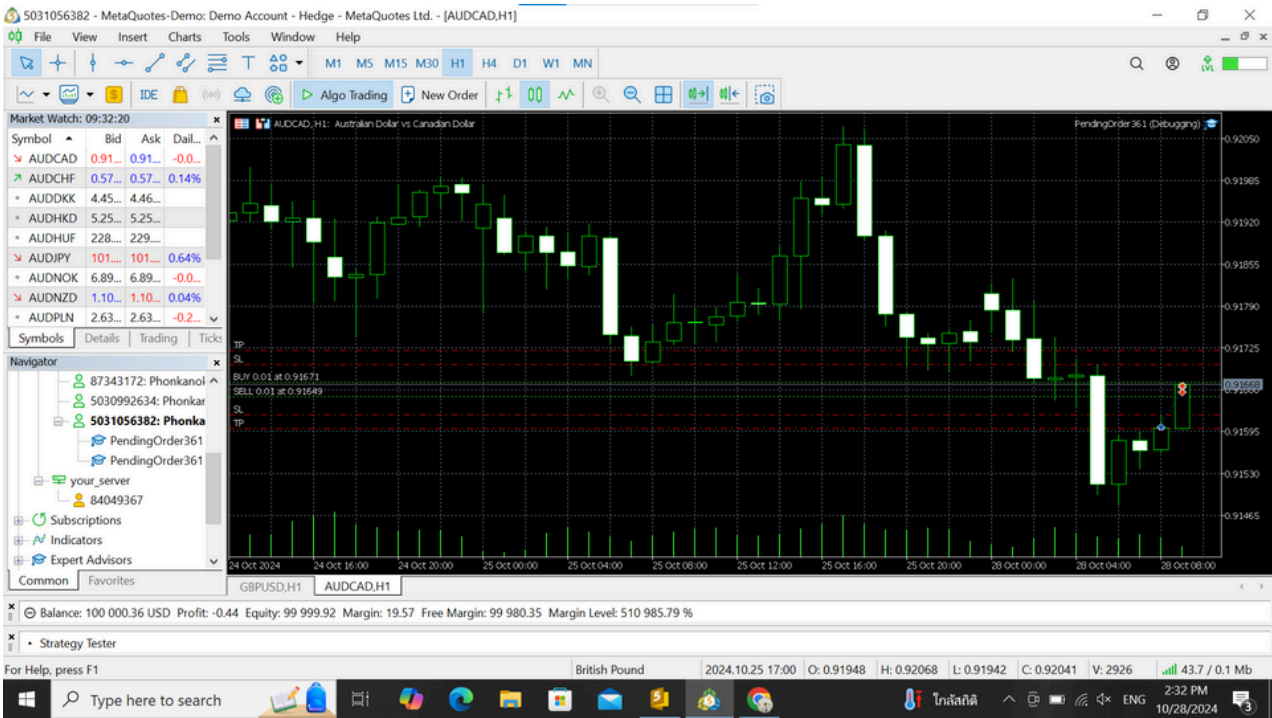 5031056382 - MetaQuotes-Demo: Demo Account - Hedge - MetaQuotes Ltd. - [AUDCAD,H1]
File View Insert Charts Tools Window Help
M1 M5 M15 M30 H1 H4 D1 W1 MN
LVL
IDE Algo Trading New Order
Market Watch: 09:32:20
Symbol Bid Ask Dail...
AUDCAD 0.91... 0.91... -0.0...
AUDCHF 0.57... 0.57... 0.14%
AUDDKK 4.45... 4.46...
AUDHKD 5.25... 5.25...
AUDHUF 228.... 229....
AUDJPY 101.... 101.... 0.64%
AUDNOK 6.89... 6.89... -0.0...
AUDNZD 1.10... 1.10... 0.04%
AUDPLN 2.63... 2.63... -0.2...
Symbols Details Trading Ticks
Navigator
87343172: Phonkanok
5030992634: Phonkar
5031056382: Phonka
PendingOrder361
PendingOrder361
your_server
84049367
Subscriptions
Indicators
Expert Advisors
Common Favorites
AUDCAD, H1: Australian Dollar vs Canadian Dollar
PendingOrder361 (Debugging)
0.92050
0.91985
0.91920
0.91855
0.91790
0.91725
0.91668
0.91595
0.91530
0.91465
TP
SL
BUY 0.01 at 0.91671
SELL 0.01 at 0.91649
SL
TP
24 Oct 2024 24 Oct 16:00 24 Oct 20:00 25 Oct 00:00 25 Oct 04:00 25 Oct 08:00 25 Oct 12:00 25 Oct 16:00 25 Oct 20:00 28 Oct 00:00 28 Oct 04:00 28 Oct 08:00
GBPUSD,H1 AUDCAD,H1
Balance: 100 000.36 USD Profit: -0.44 Equity: 99 999.92 Margin: 19.57 Free Margin: 99 980.35 Margin Level: 510 985.79 %
Strategy Tester
For Help, press F1 British Pound 2024.10.25 17:00 O: 0.91948 H: 0.92068 L: 0.91942 C: 0.92041 V: 2926 43.7 / 0.1 Mb
Type here to search ใกล้สถิติ ENG 2:32 PM
10/28/2024 3